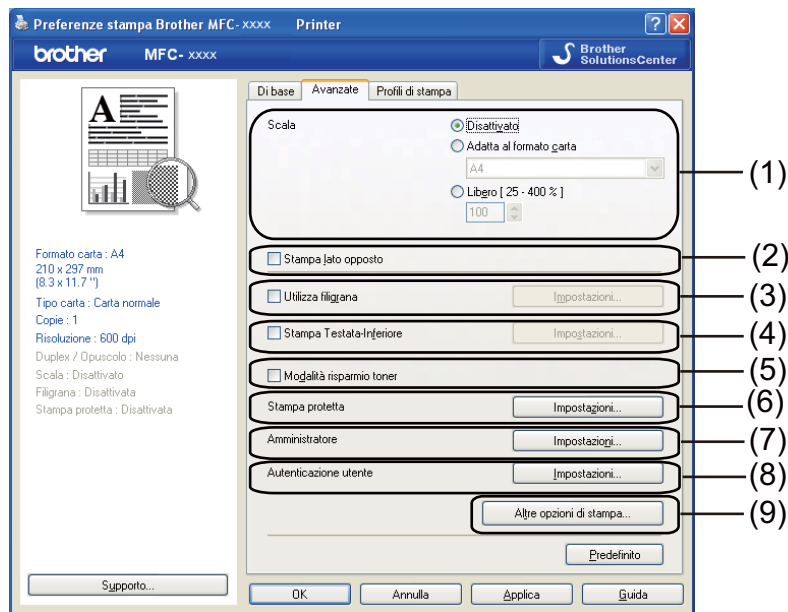 Preferenze stampa Brother MFC- xxxx Printer
brother MFC- xxxx
Brother
SolutionsCenter
A
Formato carta : A4
210 x 297 mm
(8.3 x 11.7 ")
Tipo carta : Carta normale
Copie : 1
Risoluzione : 600 dpi
Duplex / Opuscolo : Nessuna
Scala : Disattivato
Filigrana : Disattivata
Stampa protetta : Disattivata
Supporto...
Di base Avanzate Profili di stampa
Scala
Disattivato
Adatta al formato carta
A4
Libero [ 25 - 400 % ]
100
(1)
Stampa lato opposto
(2)
Utilizza filigrana Impostazioni...
(3)
Stampa Testata-Inferiore Impostazioni...
(4)
Modalità risparmio toner
(5)
Stampa protetta Impostazioni...
(6)
Amministratore Impostazioni...
(7)
Autenticazione utente Impostazioni...
(8)
Altre opzioni di stampa...
(9)
Predefinito
OK Annulla Applica Guida